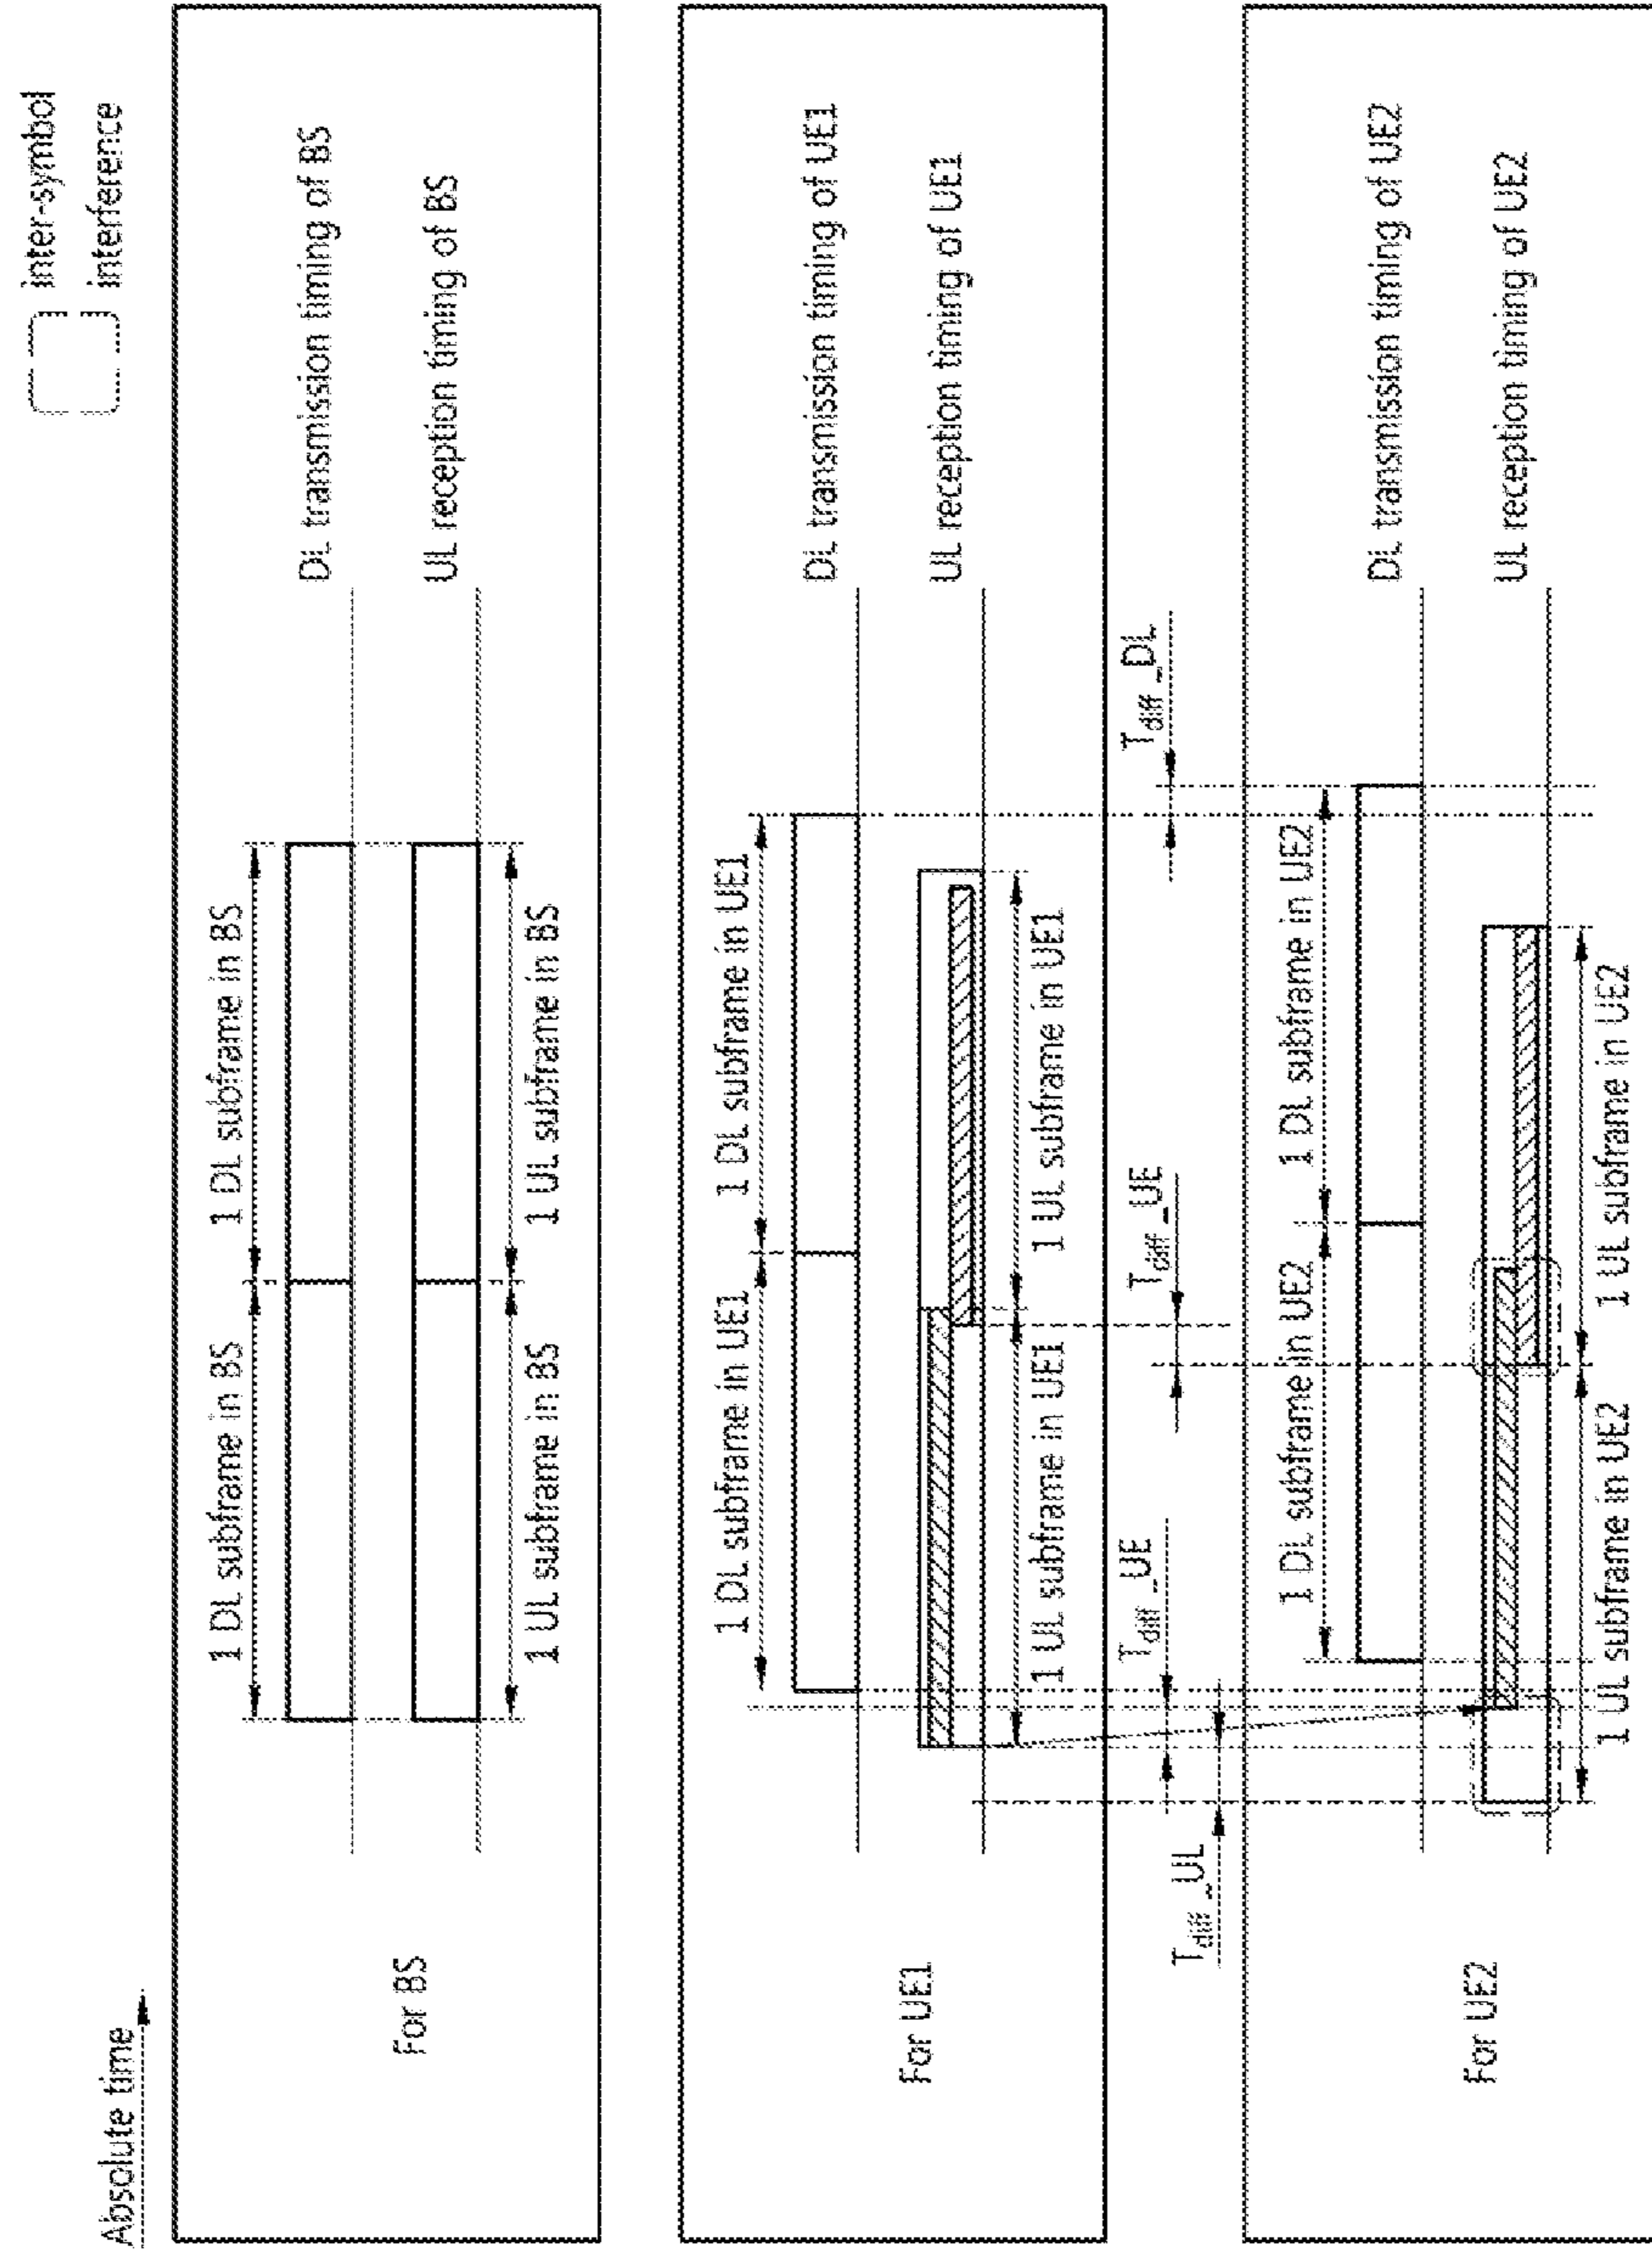 Absolute time
inter-symbol
interference
For BS
1 DL subframe in BS
1 DL subframe in BS
DL transmission timing of BS
UL reception timing of BS
1 UL subframe in BS
1 UL subframe in BS
For UE1
1 DL subframe in UE1
1 DL subframe in UE1
DL transmission timing of UE1
UL reception timing of UE1
1 UL subframe in UE1
1 UL subframe in UE1
Tdiff_UL
Tdiff_UE
Tdiff_UE
Tdiff_DL
For UE2
1 DL subframe in UE2
1 DL subframe in UE2
DL transmission timing of UE2
UL reception timing of UE2
1 UL subframe in UE2
1 UL subframe in UE2